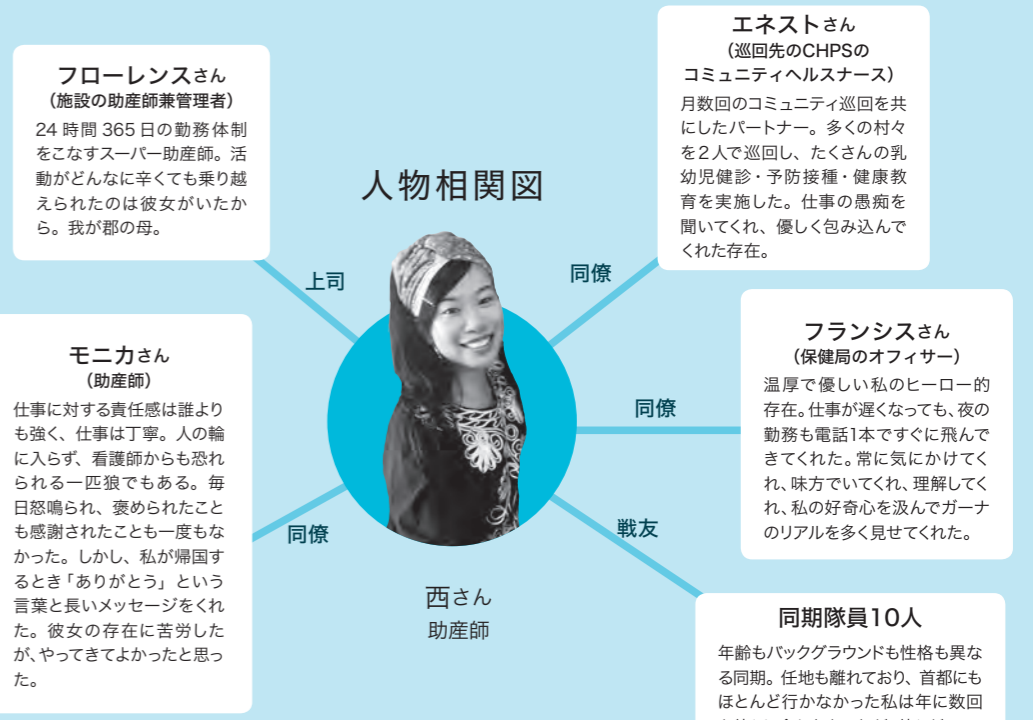 人物相関図
フローレンスさん
（施設の助産師兼管理者）
24時間365日の勤務体制
をこなすスーパー助産師。活
動がどんなに辛くても乗り越
えられたのは彼女がいたか
ら。我が郡の母。
上司
エネストさん
（巡回先のCHPSの
コミュニティヘルスナース）
月数回のコミュニティ巡回を共
にしたパートナー。多くの村々
を2人で巡回し、たくさんの乳
幼児健診・予防接種・健康教
育を実施した。仕事の愚痴を
聞いてくれ、優しく包み込んで
くれた存在。
同僚
モニカさん
（助産師）
仕事に対する責任感は誰より
も強く、仕事は丁寧。人の輪
に入らず、看護師からも恐れ
られる一匹狼でもある。毎
日怒鳴られ、褒められたこと
も感謝されたことも一度もな
かった。しかし、私が帰国す
るとき「ありがとう」という
言葉と長いメッセージをくれ
た。彼女の存在に苦労した
が、やってきてよかったと思っ
た。
同僚
フランシスさん
（保健局のオフィサー）
温厚で優しい私のヒーロー的
存在。仕事が遅くなっても、夜の
勤務も電話1本ですぐに飛んで
きてくれた。常に気にかけてく
れ、味方でいてくれ、理解してく
れ、私の好奇心を汲んでガーナ
のリアルを多く見せてくれた。
同僚
西さん
助産師
戦友
同期隊員10人
年齢もバックグラウンドも性格も異な
る同期。任地も離れており、首都にも
ほとんど行かなかった私は年に数回